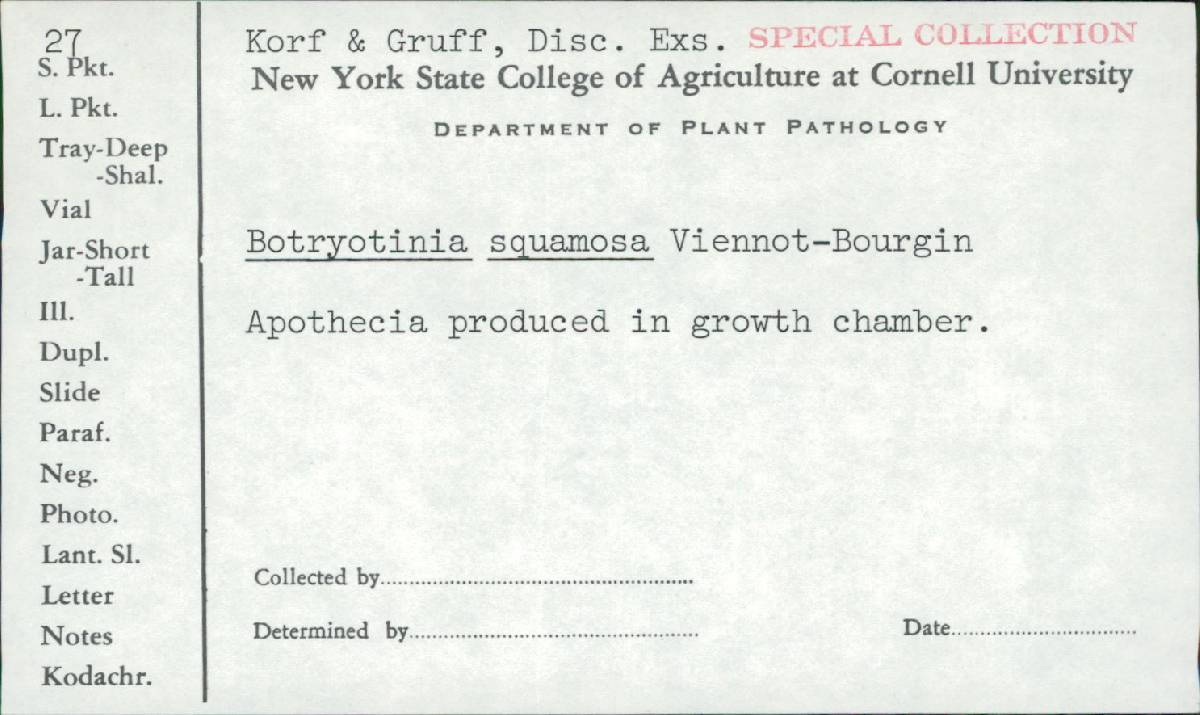 27
S. Pkt.
L. Pkt.
Tray-Deep
-Shal.
Vial
Jar-Short
-Tall
Ill.
Dupl.
Slide
Paraf.
Neg.
Photo.
Lant. Sl.
Letter
Notes
Kodachr.
Korf & Gruff, Disc. Exs. SPECIAL COLLECTION
New York State College of Agriculture at Cornell University
DEPARTMENT OF PLANT PATHOLOGY
Botryotinia squamosa Viennot-Bourgin
Apothecia produced in growth chamber.
Collected by
Determined by Date